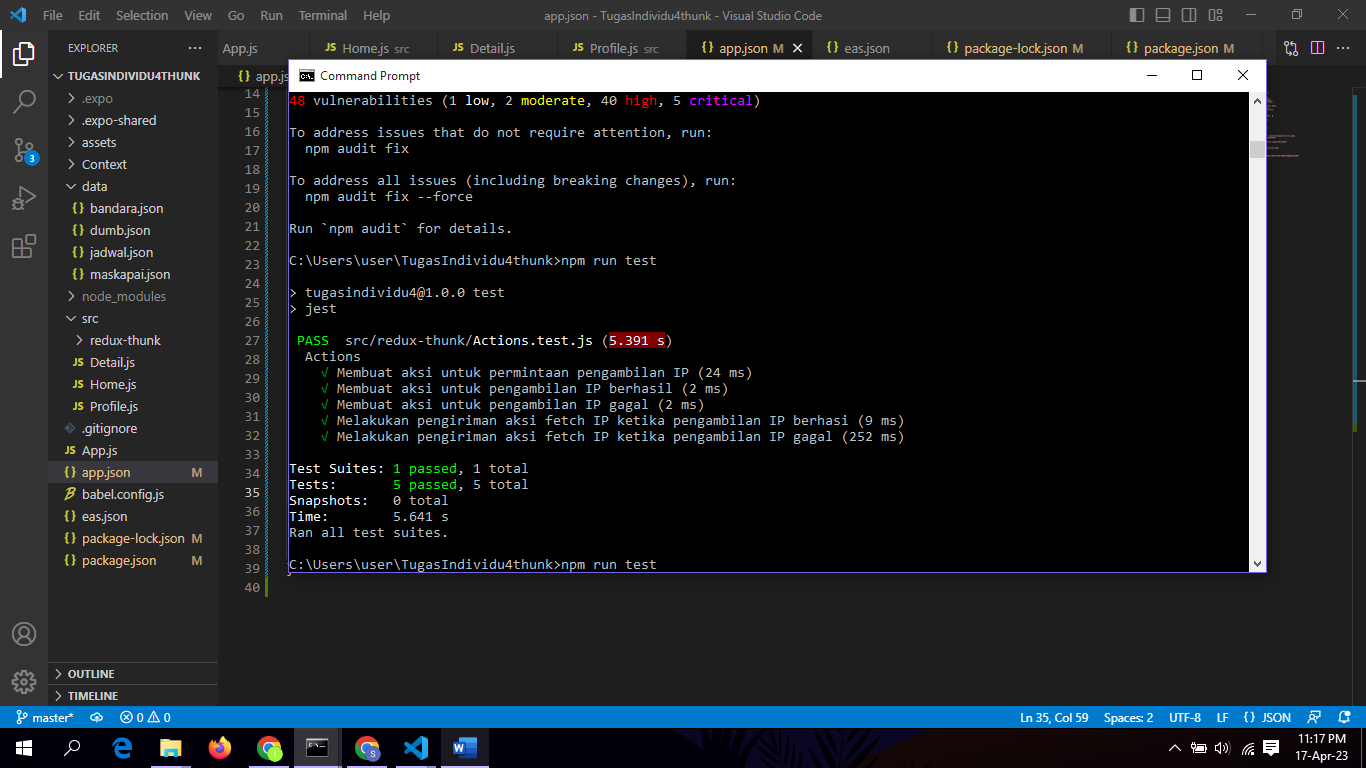 File Edit Selection View Go Run Terminal Help
app.json - TugasIndividu4thunk - Visual Studio Code
EXPLORER
App.js
JS Home.js src
JS Detail.js
JS Profile.js src
{} app.json M
{} eas.json
{} package-lock.json M
{} package.json M
TUGASINDIVIDU4THUNK
.expo
.expo-shared
assets
Context
data
{} bandara.json
{} dumb.json
{} jadwal.json
{} maskapai.json
node_modules
src
redux-thunk
JS Detail.js
JS Home.js
JS Profile.js
.gitignore
JS App.js
{} app.json M
babel.config.js
{} eas.json
{} package-lock.json M
{} package.json M
OUTLINE
TIMELINE
3
{} app.js
14
15
16
17
18
19
20
21
22
23
24
25
26
27
28
29
30
31
32
33
34
35
36
37
38
39
40
Command Prompt
48 vulnerabilities (1 low, 2 moderate, 40 high, 5 critical)
To address issues that do not require attention, run:
npm audit fix
To address all issues (including breaking changes), run:
npm audit fix --force
Run `npm audit` for details.
C:\Users\user\TugasIndividu4thunk>npm run test
> tugasindividu4@1.0.0 test
> jest
PASS src/redux-thunk/Actions.test.js (5.391 s)
Actions
√ Membuat aksi untuk permintaan pengambilan IP (24 ms)
√ Membuat aksi untuk pengambilan IP berhasil (2 ms)
√ Membuat aksi untuk pengambilan IP gagal (2 ms)
√ Melakukan pengiriman aksi fetch IP ketika pengambilan IP berhasi (9 ms)
√ Melakukan pengiriman aksi fetch IP ketika pengambilan IP gagal (252 ms)
Test Suites: 1 passed, 1 total
Tests: 5 passed, 5 total
Snapshots: 0 total
Time: 5.641 s
Ran all test suites.
C:\Users\user\TugasIndividu4thunk>npm run test
master* 0 0
Ln 35, Col 59 Spaces: 2 UTF-8 LF {} JSON
11:17 PM
17-Apr-23